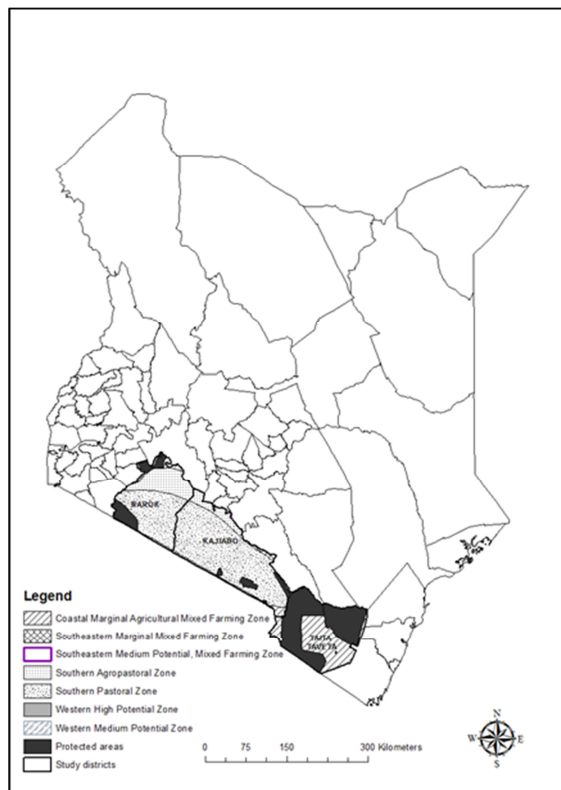 NAROK
KAJIADO
TAITA
TAVETA
Legend
Coastal Marginal Agricultural Mixed Farming Zone
Southeastern Marginal Mixed Farming Zone
Southeastern Medium Potential, Mixed Farming Zone
Southern Agropastoral Zone
Southern Pastoral Zone
Western High Potential Zone
Western Medium Potential Zone
Protected areas
Study districts
0 75 150 300 Kilometers
N
W E
S